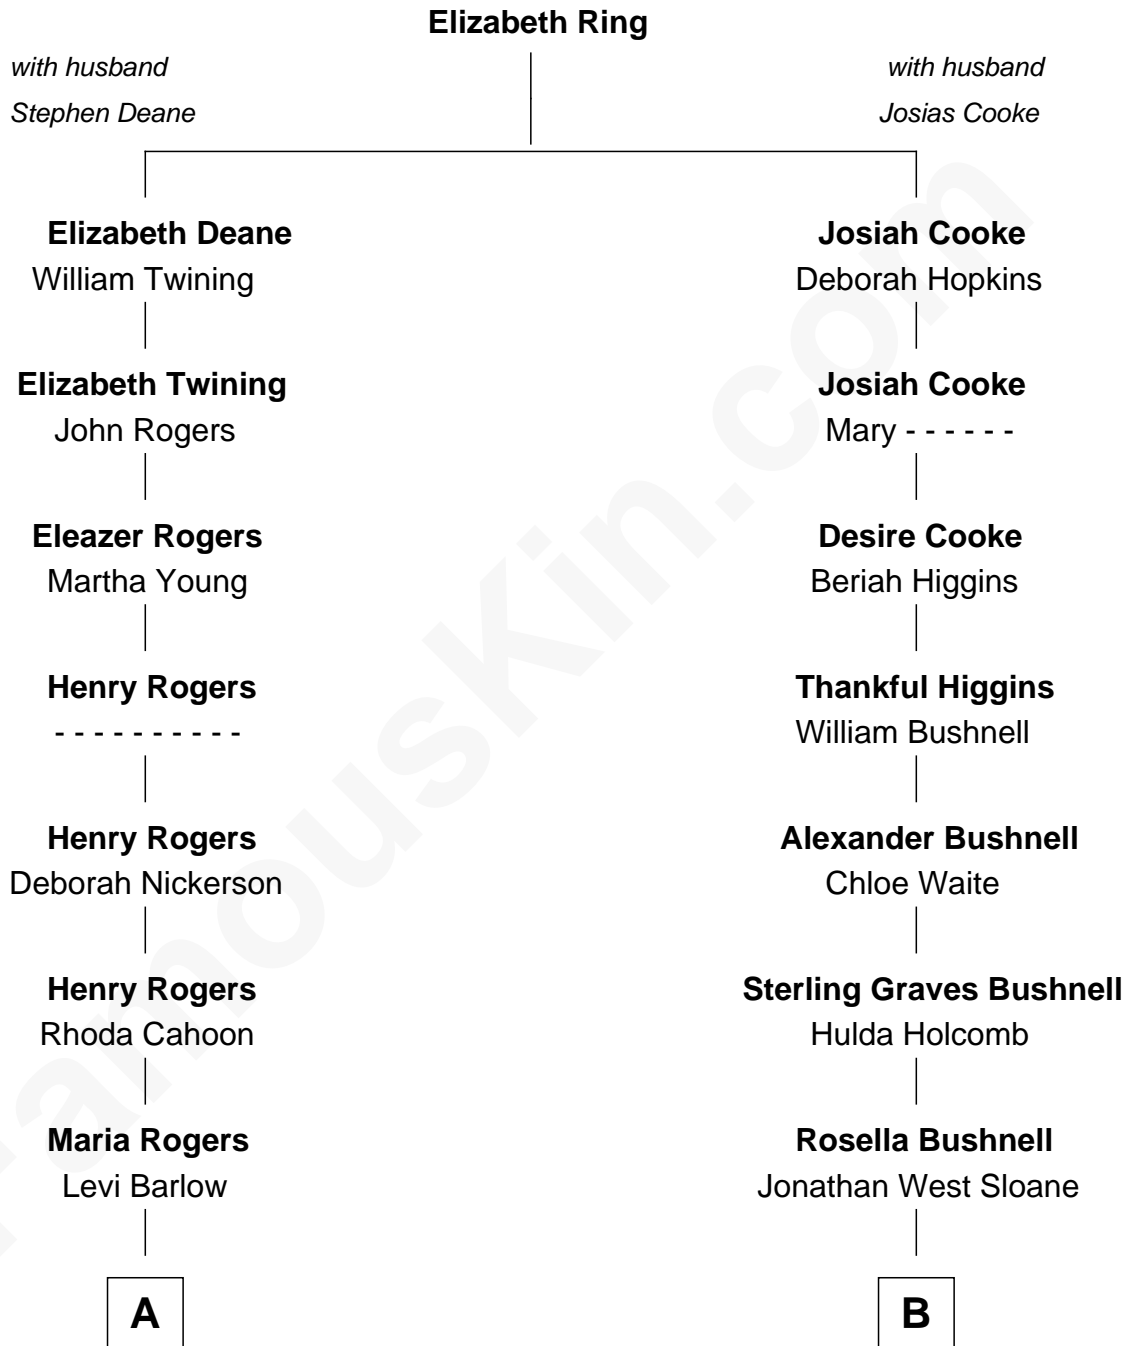 Elizabeth Ring
with husband
Stephen Deane
with husband
Josias Cooke
Elizabeth Deane
William Twining
Josiah Cooke
Deborah Hopkins
Elizabeth Twining
John Rogers
Josiah Cooke
Mary - - - - - -
Eleazer Rogers
Martha Young
Desire Cooke
Beriah Higgins
Henry Rogers
- - - - - - - - - -
Thankful Higgins
William Bushnell
Henry Rogers
Deborah Nickerson
Alexander Bushnell
Chloe Waite
Henry Rogers
Rhoda Cahoon
Sterling Graves Bushnell
Hulda Holcomb
Maria Rogers
Levi Barlow
Rosella Bushnell
Jonathan West Sloane
A
B
FamousKin.com